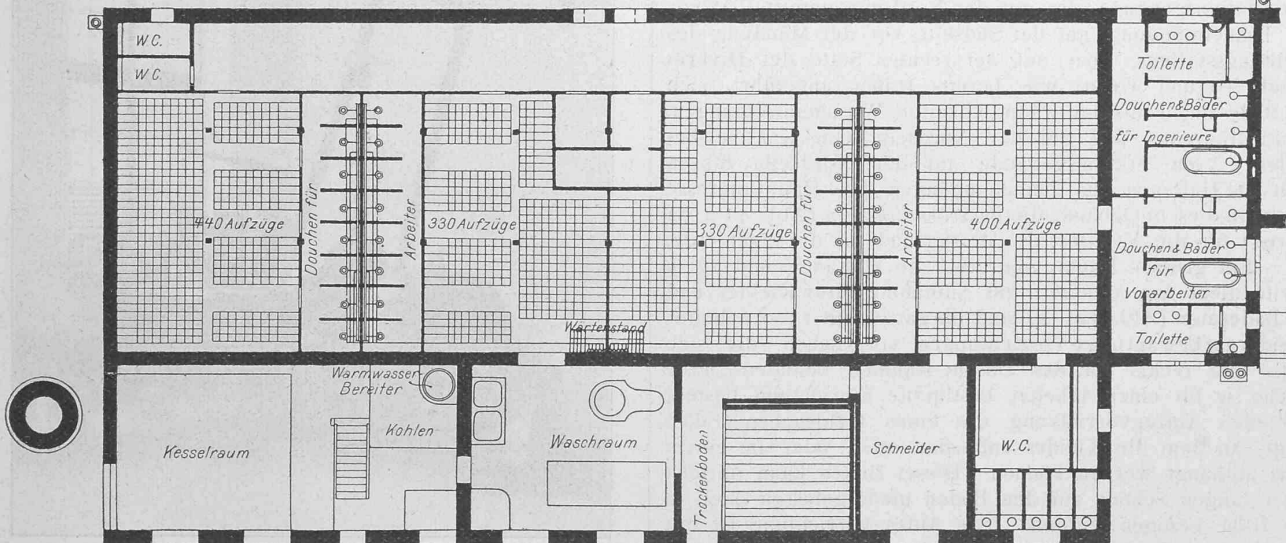 W.C.
W.C.
440 Aufzüge
Douchen für
Arbeiter
330 Aufzüge
Wärterstand
330 Aufzüge
Douchen für
Arbeiter
400 Aufzüge
Toilette
Douchen & Bäder
für Ingenieure
Douchen & Bäder
für
Vorarbeiter
Toilette
Kesselraum
Warmwasser
Bereiter
Kohlen
Waschraum
Trockenboden
Schneider
W.C.